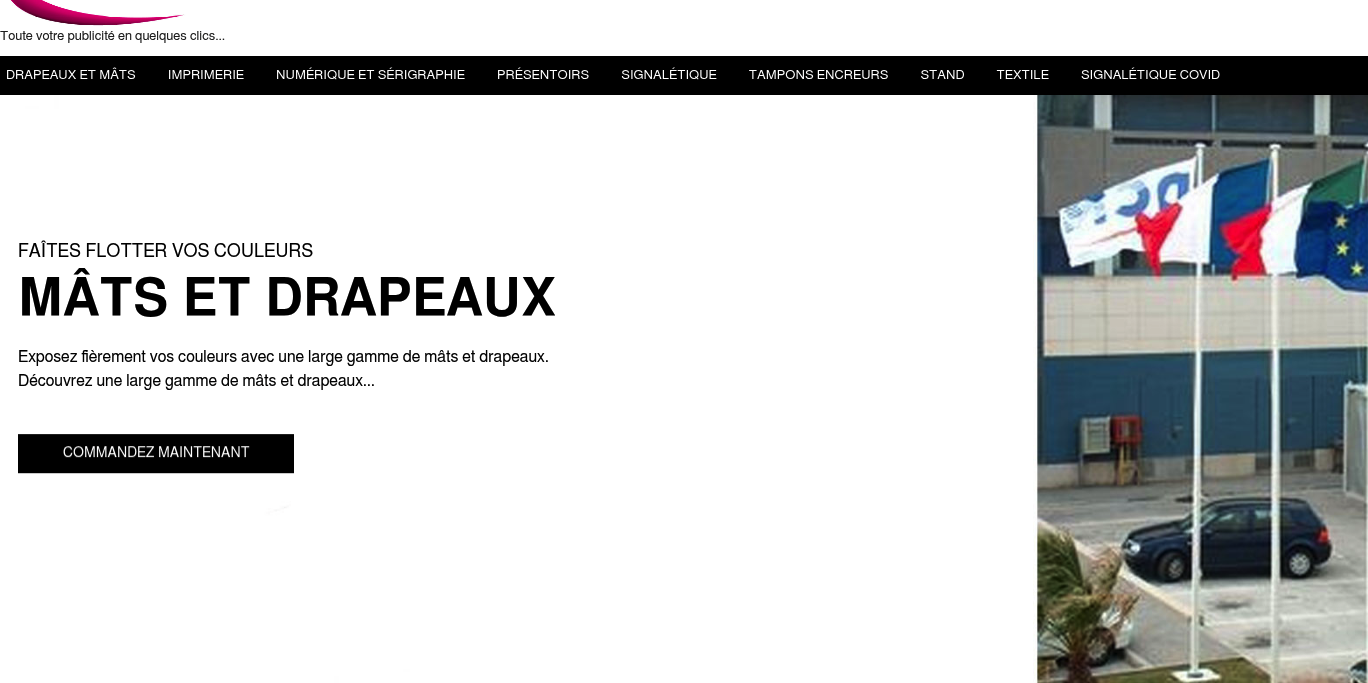 Toute votre publicité en quelques clics...
DRAPEAUX ET MÂTS IMPRIMERIE NUMÉRIQUE ET SÉRIGRAPHIE PRÉSENTOIRS SIGNALÉTIQUE TAMPONS ENCREURS STAND TEXTILE SIGNALÉTIQUE COVID
FAÎTES FLOTTER VOS COULEURS
MÂTS ET DRAPEAUX
Exposez fièrement vos couleurs avec une large gamme de mâts et drapeaux.
Découvrez une large gamme de mâts et drapeaux...
COMMANDEZ MAINTENANT